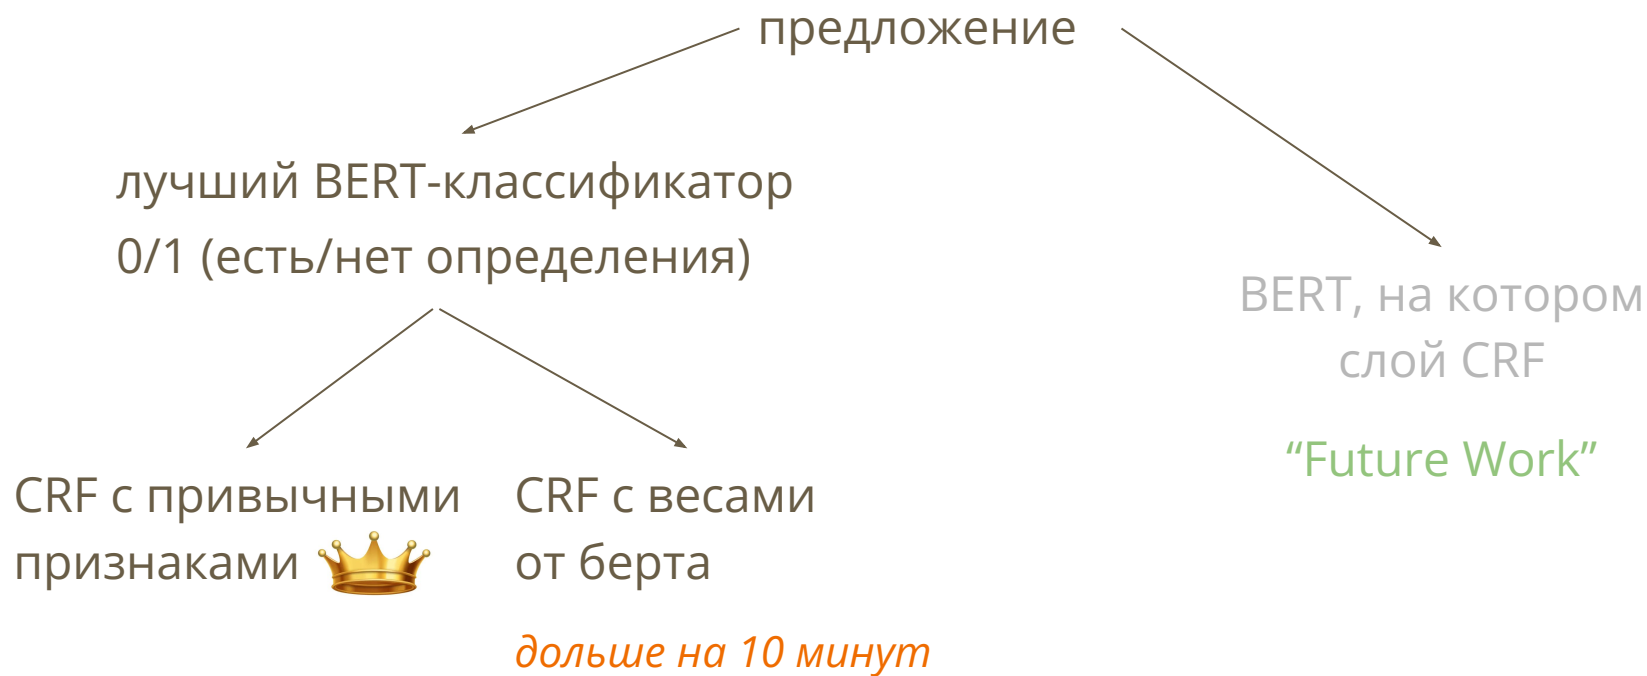 предложение
лучший BERT-классификатор
0/1 (есть/нет определения)
BERT, на котором
слой CRF
“Future Work”
CRF с привычными
признаками
CRF с весами
от берта
дольше на 10 минут